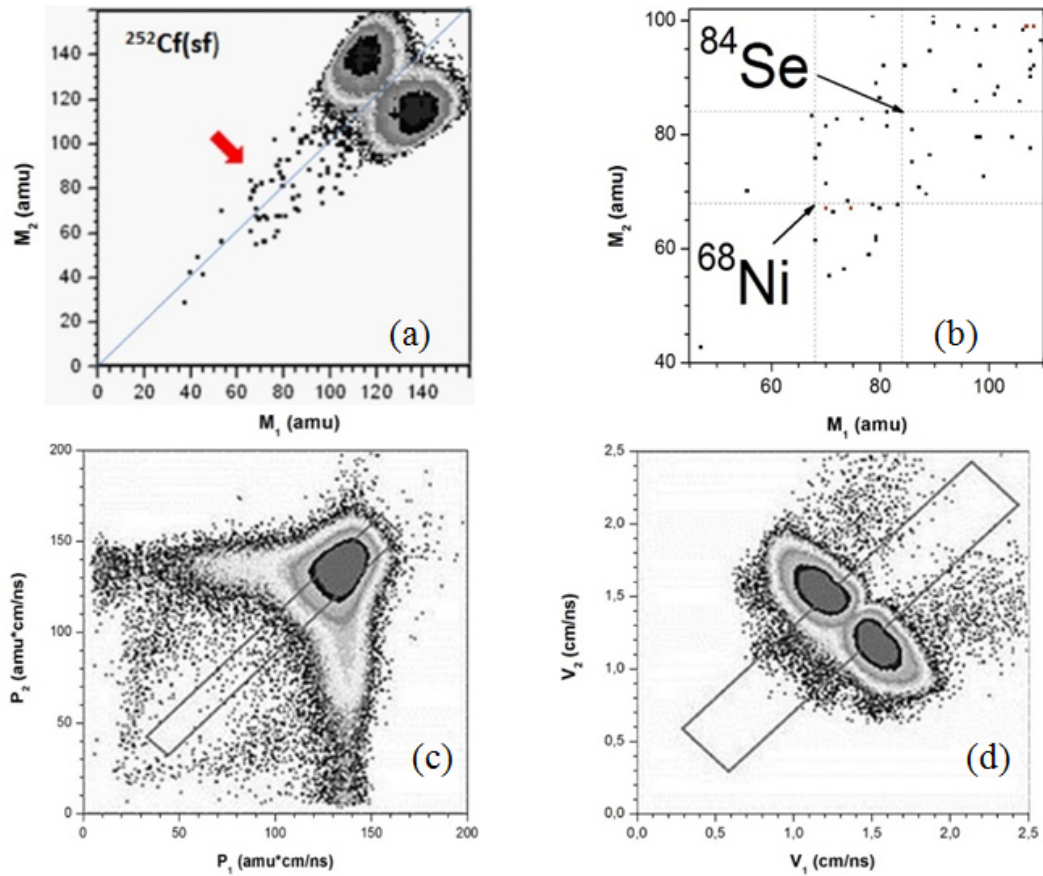 252Cf(sf)
160
140
120
100
80
60
40
20
0
M2 (amu)
(a)
0 20 40 60 80 100 120 140
M1 (amu)
100
80
60
40
M2 (amu)
84Se
68Ni
(b)
60 80 100
M1 (amu)
200
150
100
50
0
P2 (amu*cm/ns)
(c)
0 50 100 150 200
P1 (amu*cm/ns)
2,5
2,0
1,5
1,0
0,5
0,0
V2 (cm/ns)
(d)
0,0 0,5 1,0 1,5 2,0 2,5
V1 (cm/ns)